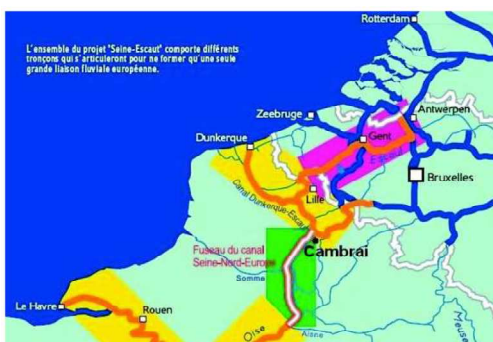 Rotterdam
L'ensemble du projet "Seine-Escaut" comporte différents
tronçons qui s'articuleront pour ne former qu'une seule
grande liaison fluviale européenne.
Zeebruge
Antwerpen
Dunkerque
Gent
Escaut
Bruxelles
Lille
Canal Dunkerque-Escaut
Cambrai
Fuseau du canal
Seine-Nord-Europe
Somme
Le Havre
Rouen
Oise
Aisne
Meuse